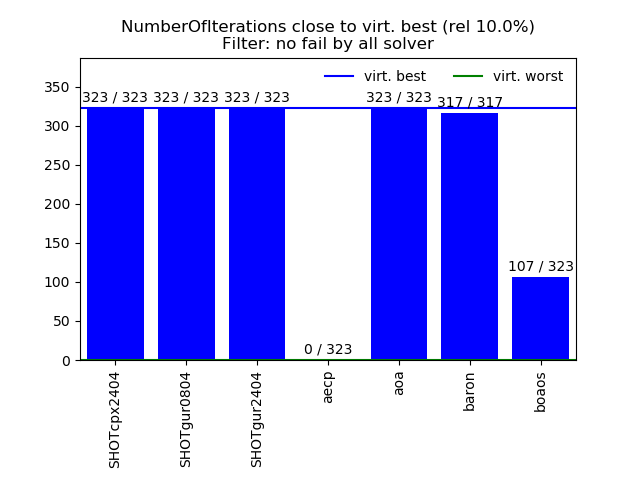 NumberOfIterations close to virt. best (rel 10.0%)
Filter: no fail by all solver
virt. best
virt. worst
323 / 323
323 / 323
323 / 323
0 / 323
323 / 323
317 / 317
107 / 323
350
300
250
200
150
100
50
0
SHOTcpx2404
SHOTgur0804
SHOTgur2404
aecp
aoa
baron
boaos